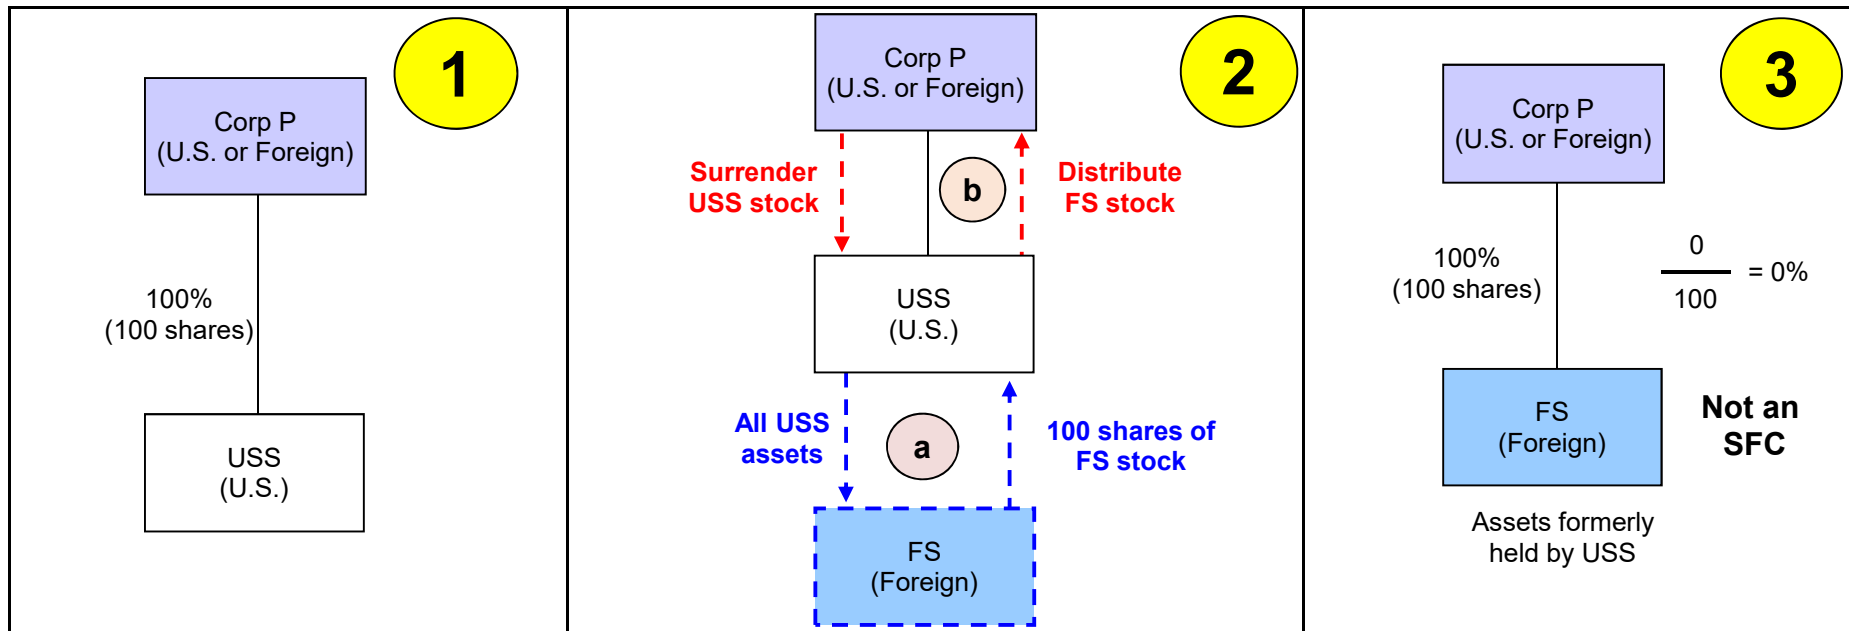 1
Corp P
(U.S. or Foreign)
100%
(100 shares)
USS
(U.S.)
2
Corp P
(U.S. or Foreign)
Surrender
USS stock
b
Distribute
FS stock
USS
(U.S.)
All USS
assets
a
100 shares of
FS stock
FS
(Foreign)
3
Corp P
(U.S. or Foreign)
100%
(100 shares)
0
100
= 0%
FS
(Foreign)
Not an
SFC
Assets formerly
held by USS